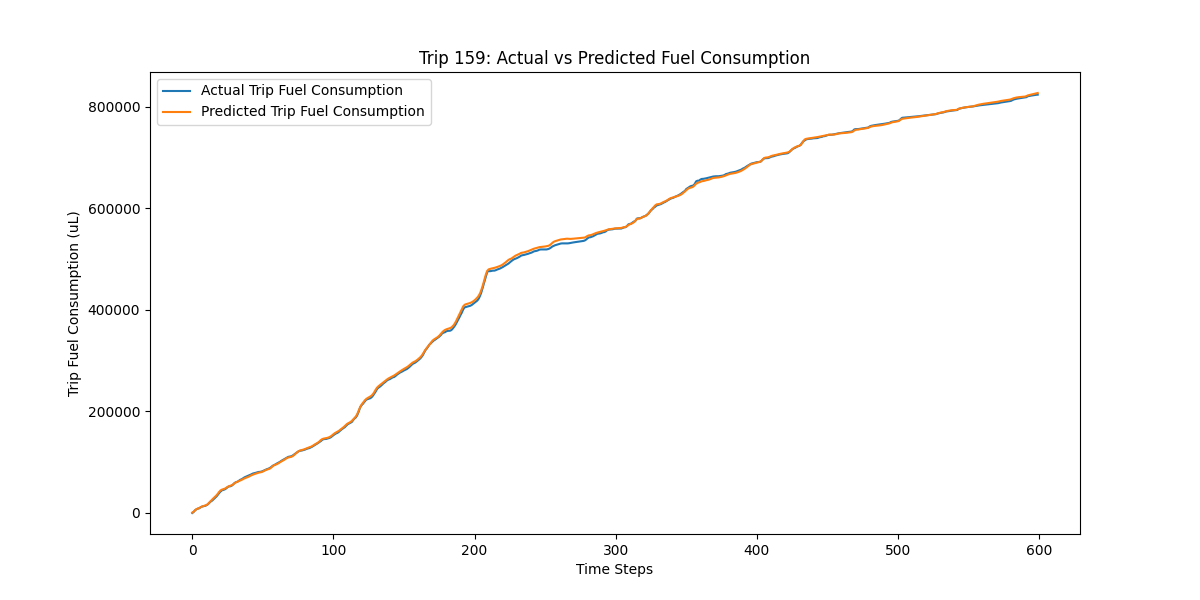 Trip 159: Actual vs Predicted Fuel Consumption
Actual Trip Fuel Consumption
Predicted Trip Fuel Consumption
Trip Fuel Consumption (uL)
800000
600000
400000
200000
0
0 100 200 300 400 500 600
Time Steps